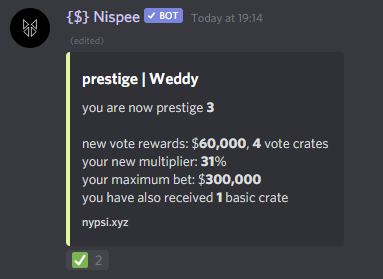 {$} Nispee ✓ BOT Today at 19:14
(edited)
prestige | Weddy
you are now prestige 3
new vote rewards: $60,000, 4 vote crates
your new multiplier: 31%
your maximum bet: $300,000
you have also received 1 basic crate
nypsi.xyz
✅ 2